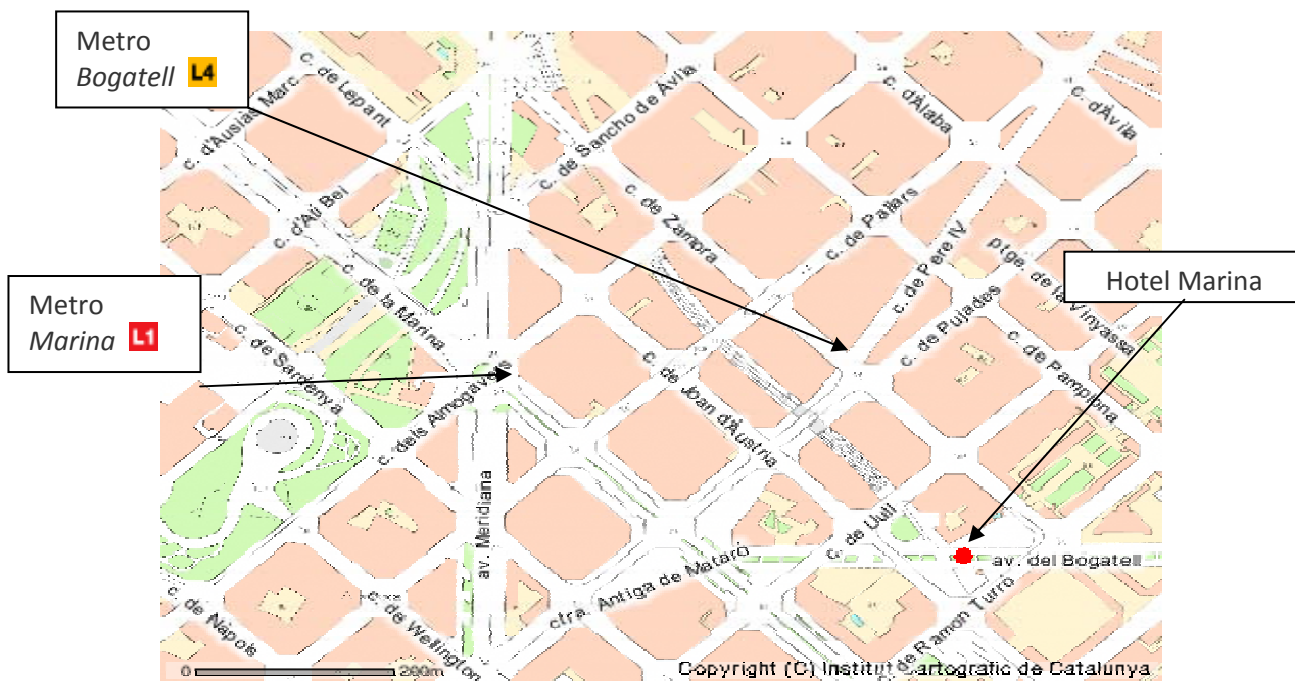 Metro
Bogatell L4
Metro
Marina L1
Hotel Marina
c. d'Ausias Marc
c. de Lepant
c. de Sancho de Avila
c. d'Àlaba
c. d'Àvila
c. d'Alí Bei
c. de Zamora
c. de Pallars
c. de Pere IV
ptge. de la Vinyassa
c. de la Marina
c. de Sardenya
c. de Pujades
c. dels Almogàvers
c. de Joan d'Àustria
c. de Pamplona
av. Meridiana
de Llull
av. del Bogatell
ctra. Antiga de Mataró
c. de Nàpols
c. de Wellington
de Ramon Turró
0 200m
Copyright (C) Institut Cartogràfic de Catalunya